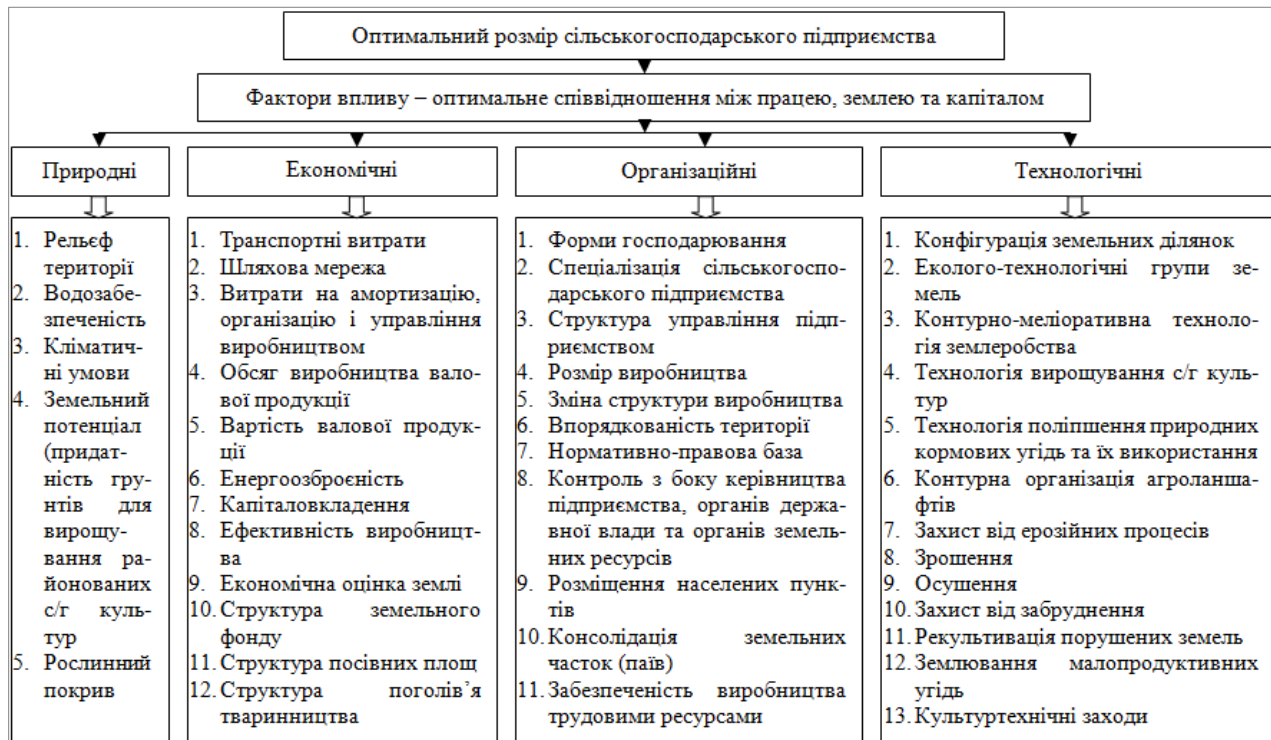 Оптимальний розмір сільськогосподарського підприємства
Фактори впливу – оптимальне співвідношення між працею, землею та капіталом
Природні
1. Рельєф
території
2. Водозабе-
зпеченість
3. Кліматич-
ні умови
4. Земельний
потенціал
(придат-
ність гру-
нтів для
вирощу-
вання ра-
йонованих
с/г куль-
тур
5. Рослинний
покрив
Економічні
1. Транспортні витрати
2. Шляхова мережа
3. Витрати на амортизацію,
організацію і управління
виробництвом
4. Обсяг виробництва вало-
вої продукції
5. Вартість валової продук-
ції
6. Енергоозброєність
7. Капіталовкладення
8. Ефективність виробницт-
ва
9. Економічна оцінка землі
10. Структура земельного
фонду
11. Структура посівних площ
12. Структура поголів’я
тваринництва
Організаційні
1. Форми господарювання
2. Спеціалізація сільськогоспо-
дарського підприємства
3. Структура управління підп-
риємством
4. Розмір виробництва
5. Зміна структури виробництва
6. Впорядкованість території
7. Нормативно-правова база
8. Контроль з боку керівництва
підприємства, органів держа-
вної влади та органів земель-
них ресурсів
9. Розміщення населених пунк-
тів
10. Консолідація земельних
часток (паїв)
11. Забезпеченість виробництва
трудовими ресурсами
Технологічні
1. Конфігурація земельних ділянок
2. Еколого-технологічні групи зе-
мель
3. Контурно-меліоративна техноло-
гія землеробства
4. Технологія вирощування с/г куль-
тур
5. Технологія поліпшення природних
кормових угідь та їх використання
6. Контурна організація агроланша-
фтів
7. Захист від ерозійних процесів
8. Зрошення
9. Осушення
10. Захист від забруднення
11. Рекультивація порушених земель
12. Землювання малопродуктивних
угідь
13. Культуртехнічні заходи